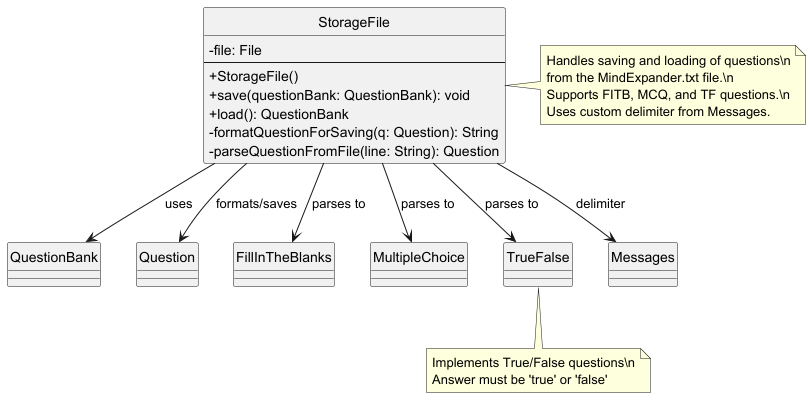 StorageFile
-file: File
+StorageFile()
+save(questionBank: QuestionBank): void
+load(): QuestionBank
-formatQuestionForSaving(q: Question): String
-parseQuestionFromFile(line: String): Question
Handles saving and loading of questions\n
from the MindExpander.txt file.\n
Supports FITB, MCQ, and TF questions.\n
Uses custom delimiter from Messages.
uses
formats/saves
parses to
parses to
parses to
delimiter
QuestionBank
Question
FillInTheBlanks
MultipleChoice
TrueFalse
Messages
Implements True/False questions\n
Answer must be 'true' or 'false'